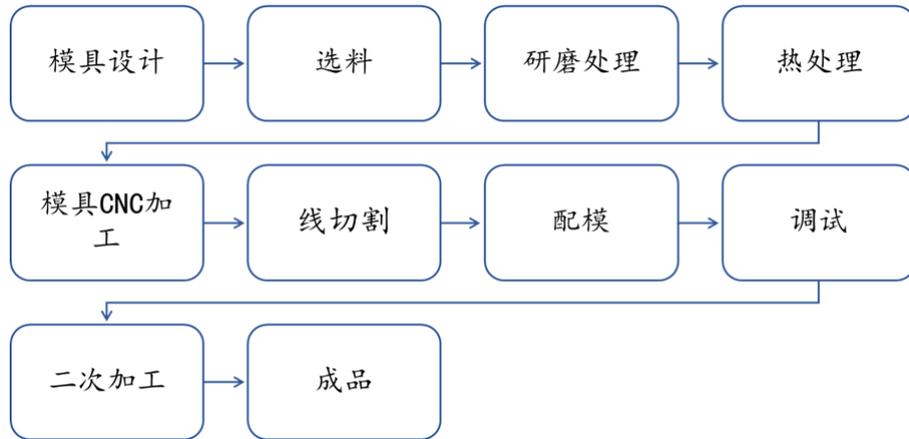 模具设计
选料
研磨处理
热处理
模具CNC加
工
线切割
配模
调试
二次加工
成品